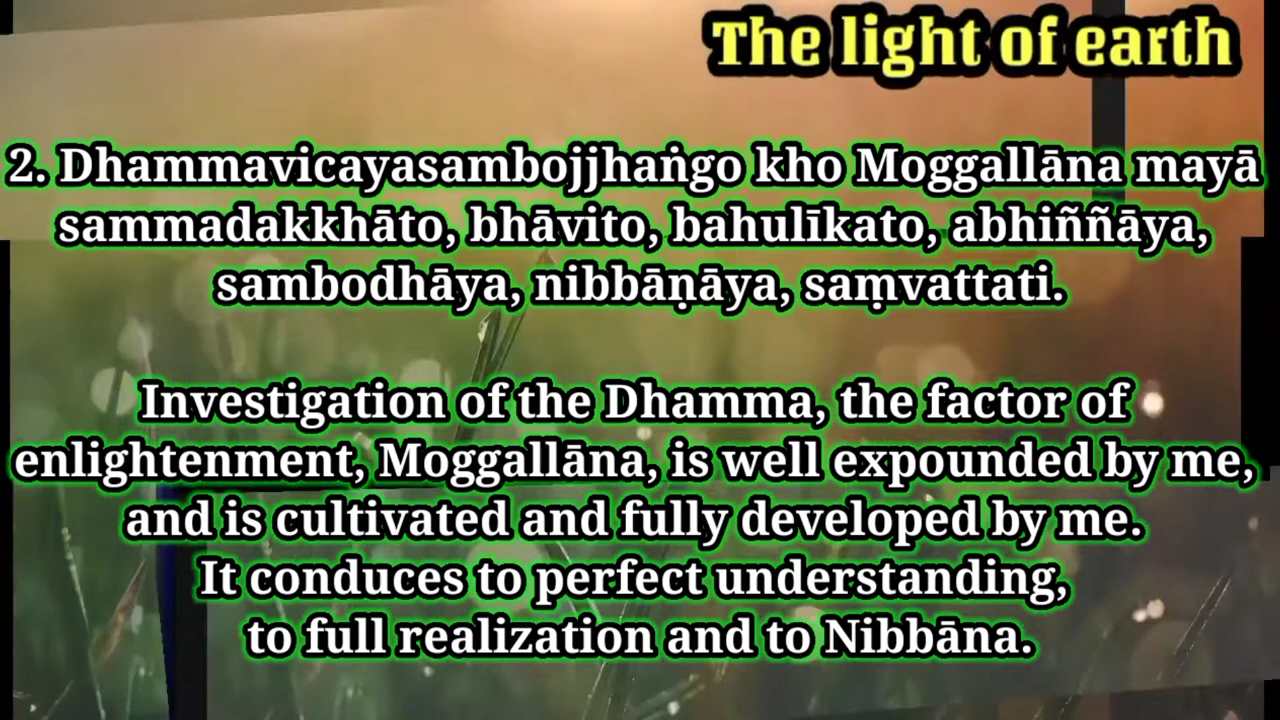 The light of earth
2. Dhammavicayasambojjhaṅgo kho Moggallāna mayā
sammadakkhāto, bhāvito, bahulīkato, abhiññāya,
sambodhāya, nibbāṇāya, saṃvattati.
Investigation of the Dhamma, the factor of
enlightenment, Moggallāna, is well expounded by me,
and is cultivated and fully developed by me.
It conduces to perfect understanding,
to full realization and to Nibbāna.